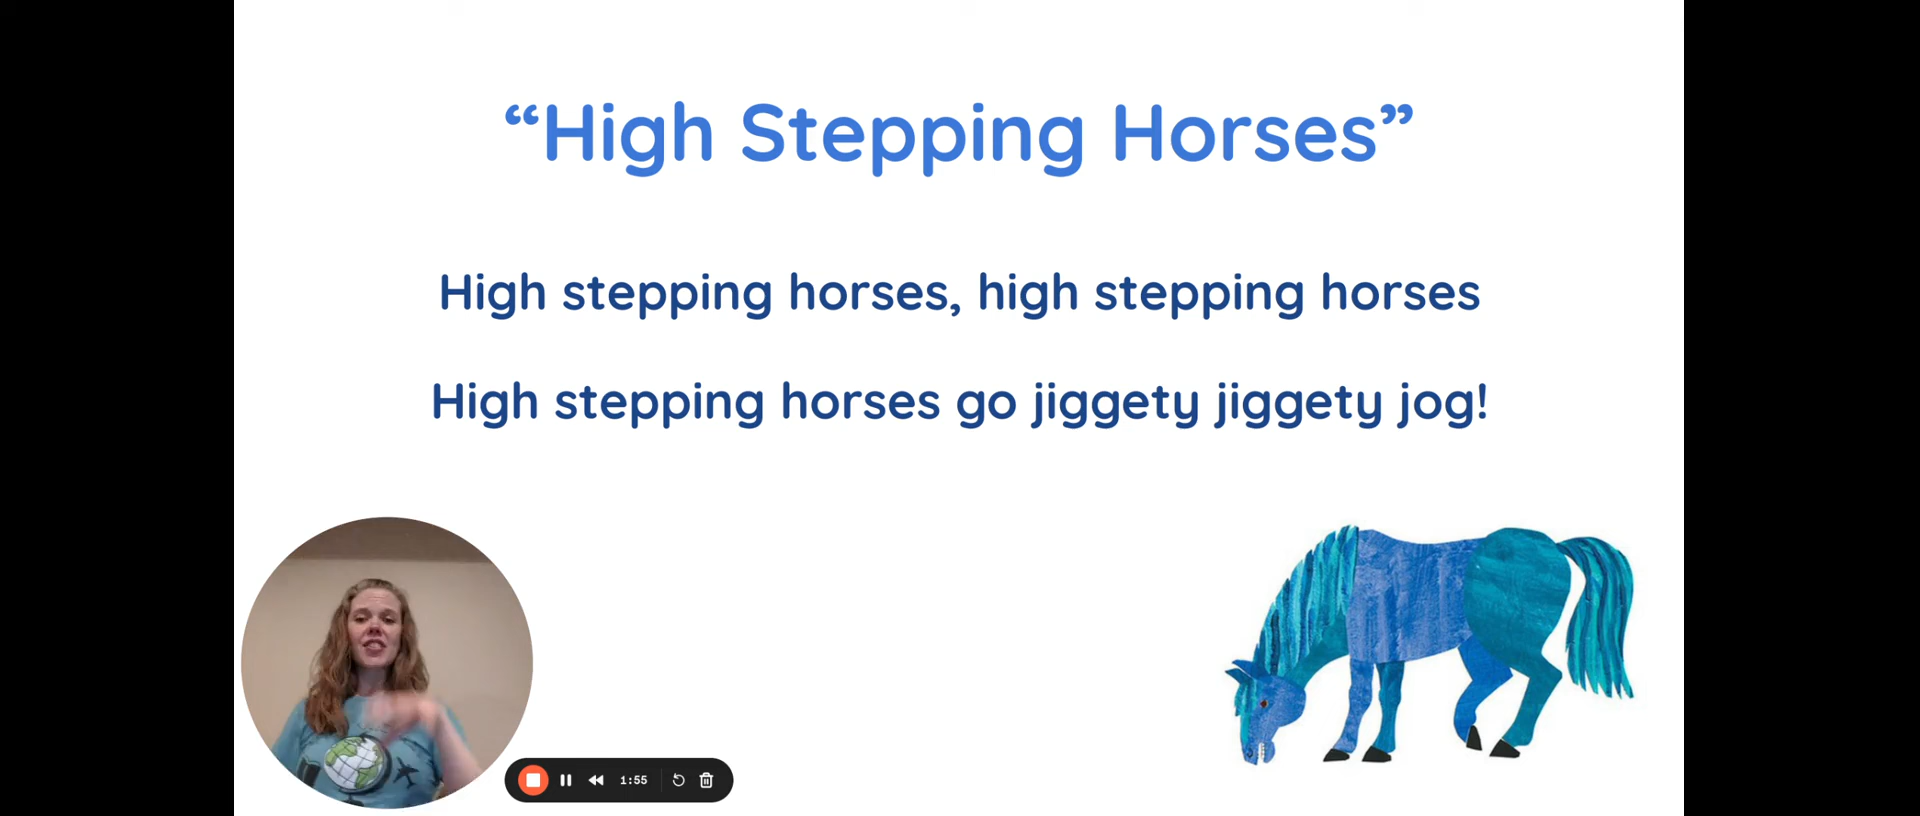 “High Stepping Horses”
High stepping horses, high stepping horses
High stepping horses go jiggety jiggety jog!
1:55